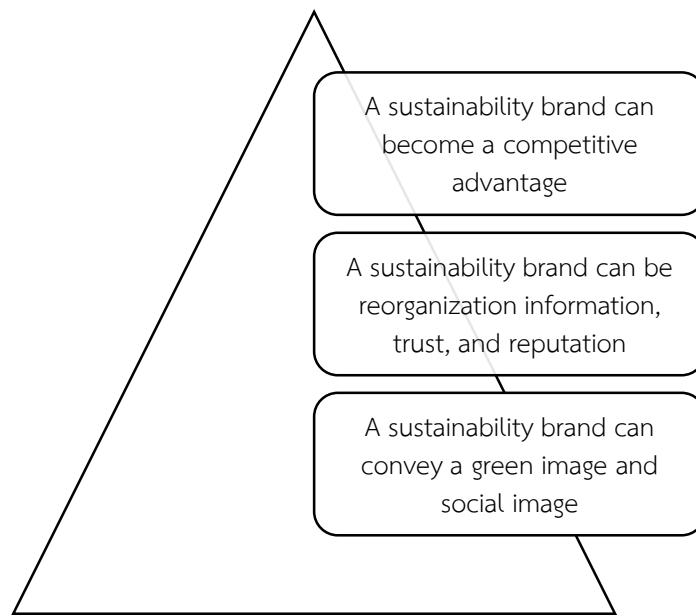 A sustainability brand can
become a competitive
advantage
A sustainability brand can be
reorganization information,
trust, and reputation
A sustainability brand can
convey a green image and
social image